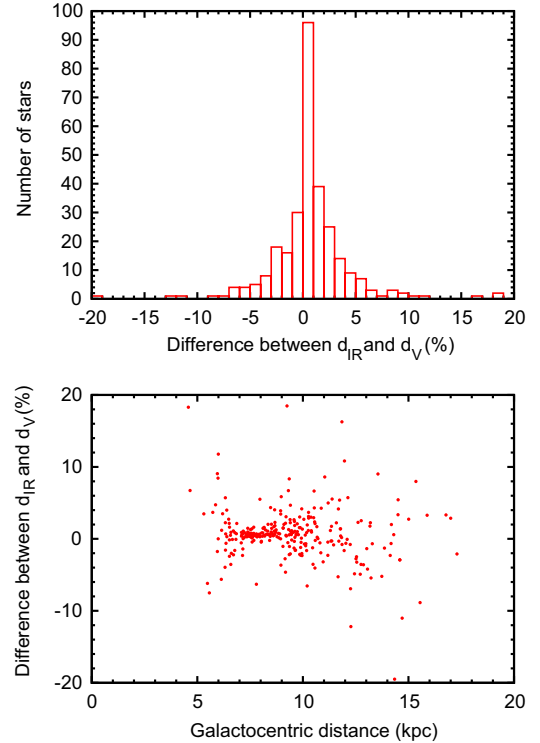 100
90
80
70
60
50
40
30
20
10
0
Number of stars
-20 -15 -10 -5 0 5 10 15 20
Difference between d_IR and d_V(%)
20
10
0
-10
-20
Difference between d_IR and d_V(%)
0 5 10 15 20
Galactocentric distance (kpc)